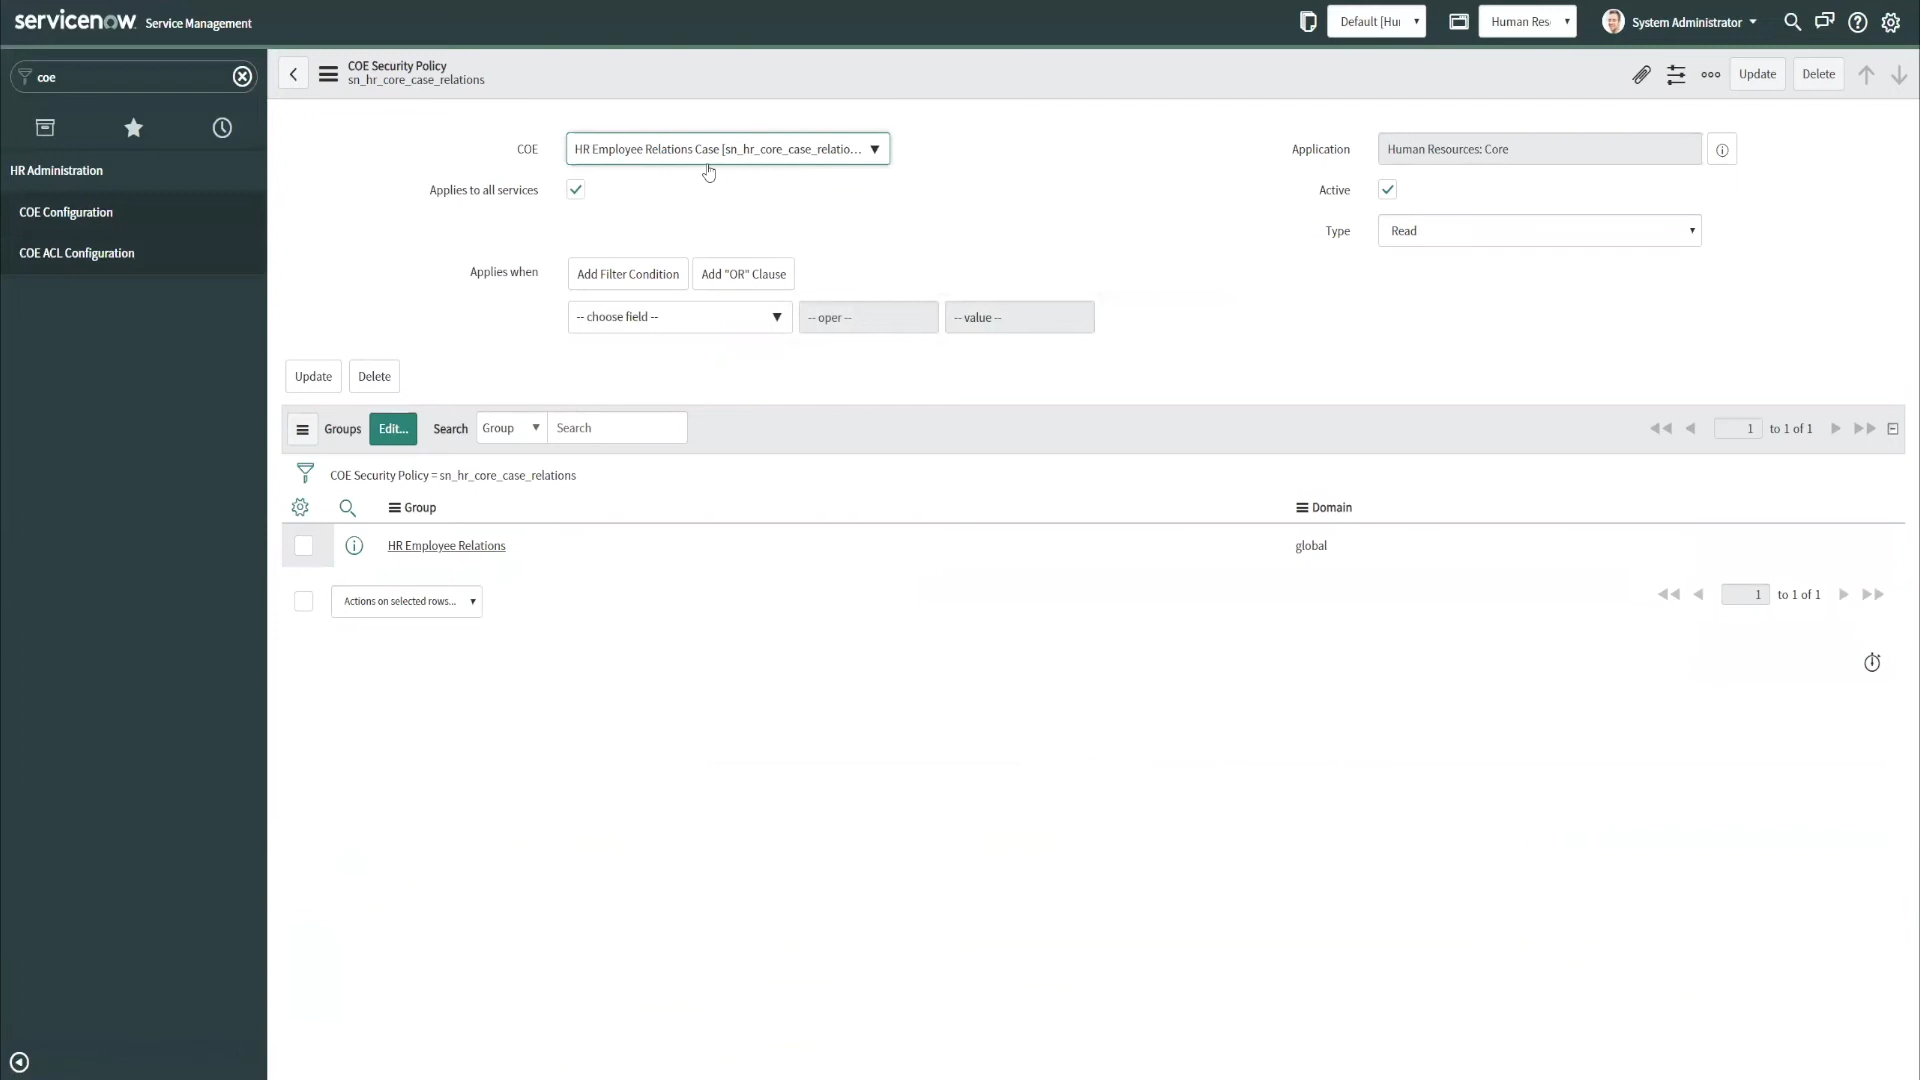 servicenow Service Management
Default [Hu
Human Res
System Administrator
coe
COE Security Policy
sn_hr_core_case_relations
Update
Delete
HR Administration
COE Configuration
COE ACL Configuration
COE
HR Employee Relations Case [sn_hr_core_case_relatio...
Application
Human Resources: Core
Applies to all services
Active
Type
Read
Applies when
Add Filter Condition
Add "OR" Clause
-- choose field --
-- oper --
-- value --
Update
Delete
Groups
Edit...
Search
Group
Search
1 to 1 of 1
COE Security Policy = sn_hr_core_case_relations
Group
Domain
HR Employee Relations
global
Actions on selected rows...
1 to 1 of 1